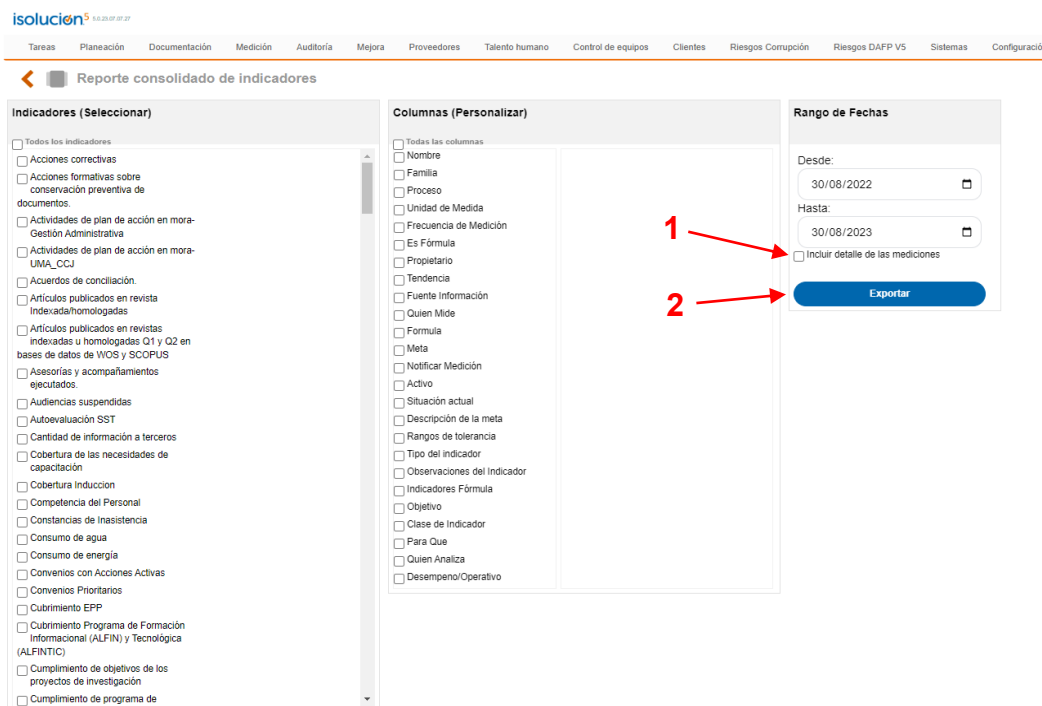 isolución 5 5.0.23.07.07.27
Tareas Planeación Documentación Medición Auditoría Mejora Proveedores Talento humano Control de equipos Clientes Riesgos Corrupción Riesgos DAFP V5 Sistemas Configuració
Reporte consolidado de indicadores
Indicadores (Seleccionar)
Todos los indicadores
Acciones correctivas
Acciones formativas sobre
conservación preventiva de
documentos.
Actividades de plan de acción en mora-
Gestión Administrativa
Actividades de plan de acción en mora-
UMA_CCJ
Acuerdos de conciliación.
Artículos publicados en revista
Indexada/homologadas
Artículos publicados en revistas
indexadas u homologadas Q1 y Q2 en
bases de datos de WOS y SCOPUS
Asesorías y acompañamientos
ejecutados.
Audiencias suspendidas
Autoevaluación SST
Cantidad de información a terceros
Cobertura de las necesidades de
capacitación
Cobertura Induccion
Competencia del Personal
Constancias de Inasistencia
Consumo de agua
Consumo de energía
Convenios con Acciones Activas
Convenios Prioritarios
Cubrimiento EPP
Cubrimiento Programa de Formación
Informacional (ALFIN) y Tecnológica
(ALFINTIC)
Cumplimiento de objetivos de los
proyectos de investigación
Cumplimiento de programa de
Columnas (Personalizar)
Todas las columnas
Nombre
Familia
Proceso
Unidad de Medida
Frecuencia de Medición
Es Fórmula
Propietario
Tendencia
Fuente Información
Quien Mide
Formula
Meta
Notificar Medición
Activo
Situación actual
Descripción de la meta
Rangos de tolerancia
Tipo del indicador
Observaciones del Indicador
Indicadores Fórmula
Objetivo
Clase de Indicador
Para Que
Quien Analiza
Desempeno/Operativo
Rango de Fechas
Desde:
30/08/2022
Hasta:
30/08/2023
1
Incluir detalle de las mediciones
2
Exportar